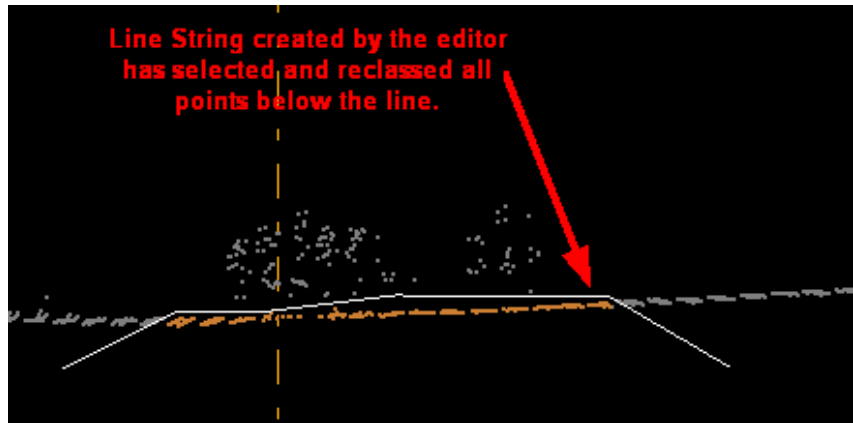 Line String created by the editor
has selected and reclassed all
points below the line.